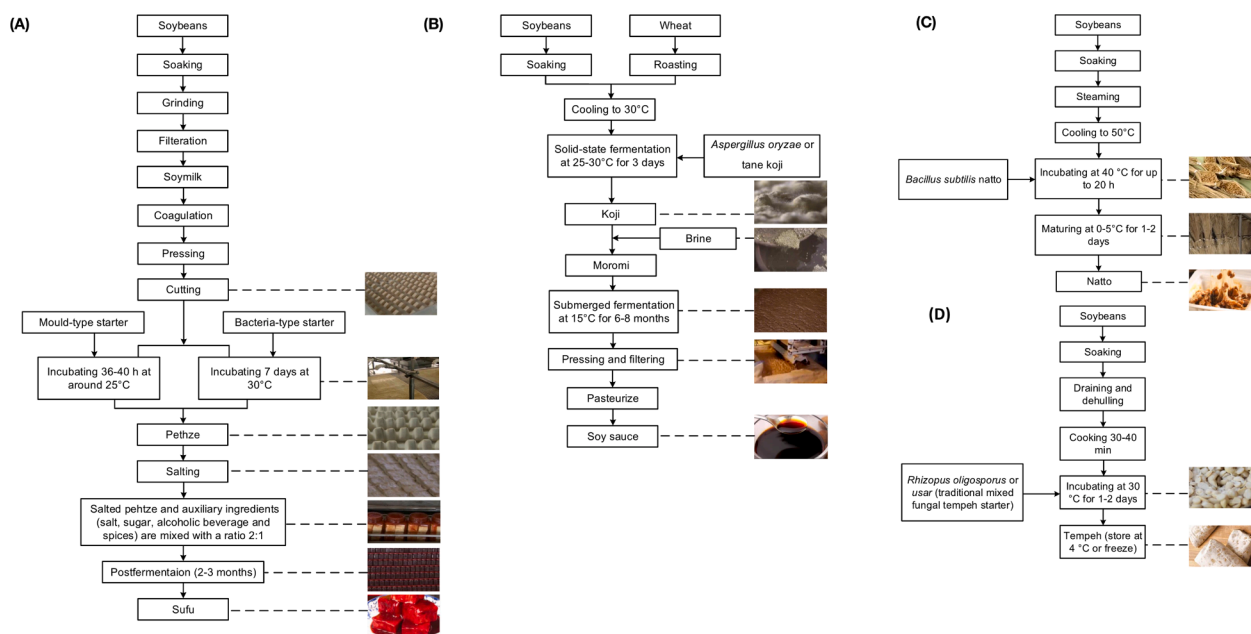 (A)
Soybeans
Soaking
Grinding
Filteration
Soymilk
Coagulation
Pressing
Cutting
Mould-type starter
Bacteria-type starter
Incubating 36-40 h at
around 25°C
Incubating 7 days at
30°C
Pethze
Salting
Salted pehtze and auxiliary ingredients
(salt, sugar, alcoholic beverage and
spices) are mixed with a ratio 2:1
Postfermentaion (2-3 months)
Sufu
(B)
Soybeans
Wheat
Soaking
Roasting
Cooling to 30°C
Solid-state fermentation
at 25-30°C for 3 days
Aspergillus oryzae or
tane koji
Koji
Brine
Moromi
Submerged fermentation
at 15°C for 6-8 months
Pressing and filtering
Pasteurize
Soy sauce
(C)
Soybeans
Soaking
Steaming
Cooling to 50°C
Bacillus subtilis natto
Incubating at 40 °C for up
to 20 h
Maturing at 0-5°C for 1-2
days
Natto
(D)
Soybeans
Soaking
Draining and
dehulling
Cooking 30-40
min
Rhizopus oligosporus or
usar (traditional mixed
fungal tempeh starter)
Incubating at 30
°C for 1-2 days
Tempeh (store at
4 °C or freeze)